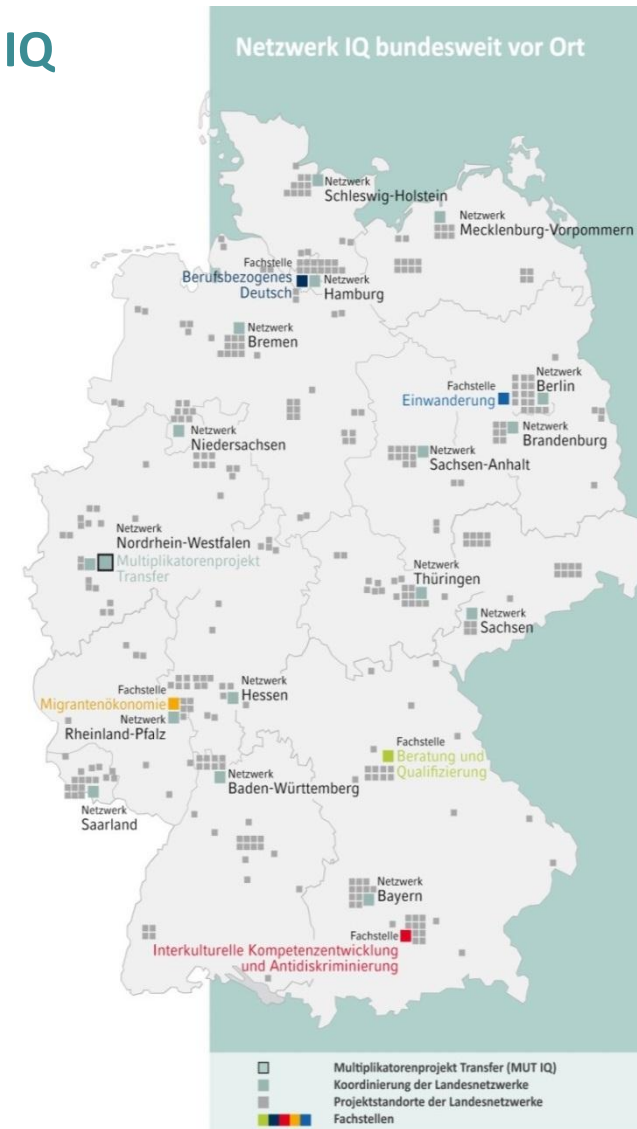 IQ
Netzwerk IQ bundesweit vor Ort
Netzwerk
Schleswig-Holstein
Netzwerk
Mecklenburg-Vorpommern
Fachstelle
Berufsbezogenes
Deutsch
Netzwerk
Hamburg
Netzwerk
Bremen
Netzwerk
Berlin
Fachstelle
Einwanderung
Netzwerk
Niedersachsen
Netzwerk
Brandenburg
Netzwerk
Sachsen-Anhalt
Netzwerk
Nordrhein-Westfalen
Multiplikatorenprojekt
Transfer
Netzwerk
Thüringen
Netzwerk
Sachsen
Netzwerk
Hessen
Fachstelle
Migrantenökonomie
Netzwerk
Rheinland-Pfalz
Fachstelle
Beratung und
Qualifizierung
Netzwerk
Baden-Württemberg
Netzwerk
Saarland
Netzwerk
Bayern
Fachstelle
Interkulturelle Kompetenzentwicklung
und Antidiskriminierung
Multiplikatorenprojekt Transfer (MUT IQ)
Koordinierung der Landesnetzwerke
Projektstandorte der Landesnetzwerke
Fachstellen